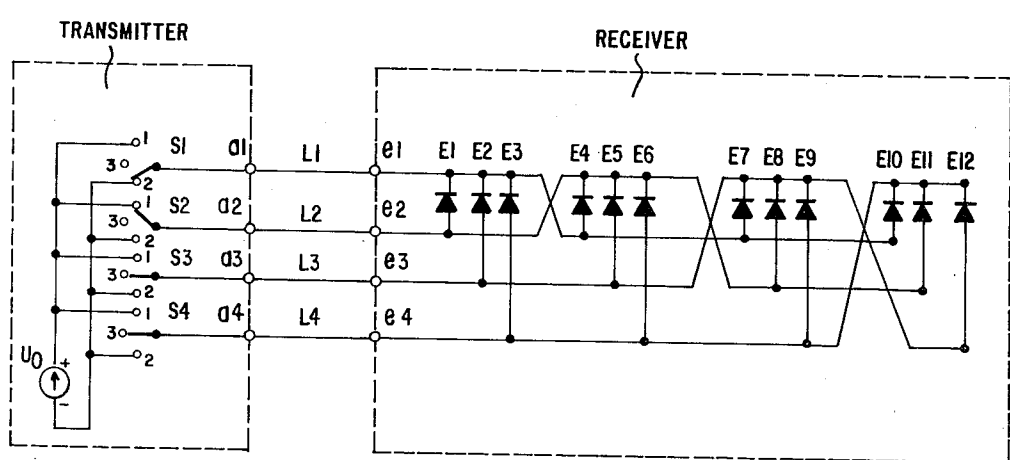 TRANSMITTER
RECEIVER
1 S1 a1 L1 e1 E1 E2 E3 E4 E5 E6 E7 E8 E9 E10 E11 E12
3
2
1 S2 a2 L2 e2
3
2
1 S3 a3 L3 e3
3
2
1 S4 a4 L4 e4
3
2
U0 +
-